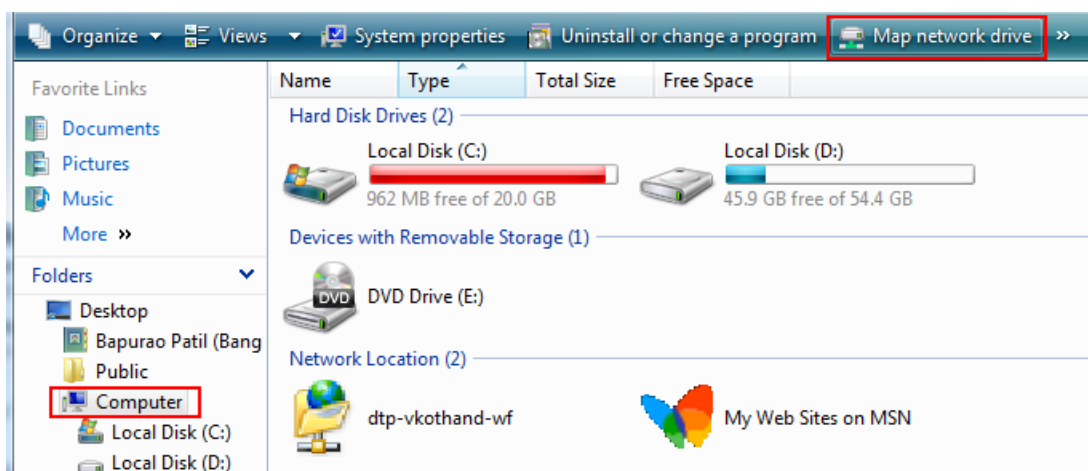 Organize Views System properties Uninstall or change a program Map network drive »
Favorite Links
Documents
Pictures
Music
More »
Folders
Desktop
Bapurao Patil (Bang
Public
Computer
Local Disk (C:)
Local Disk (D:)
Name Type Total Size Free Space
Hard Disk Drives (2)
Local Disk (C:)
962 MB free of 20.0 GB
Local Disk (D:)
45.9 GB free of 54.4 GB
Devices with Removable Storage (1)
DVD DVD Drive (E:)
Network Location (2)
dtp-vkothand-wf
My Web Sites on MSN